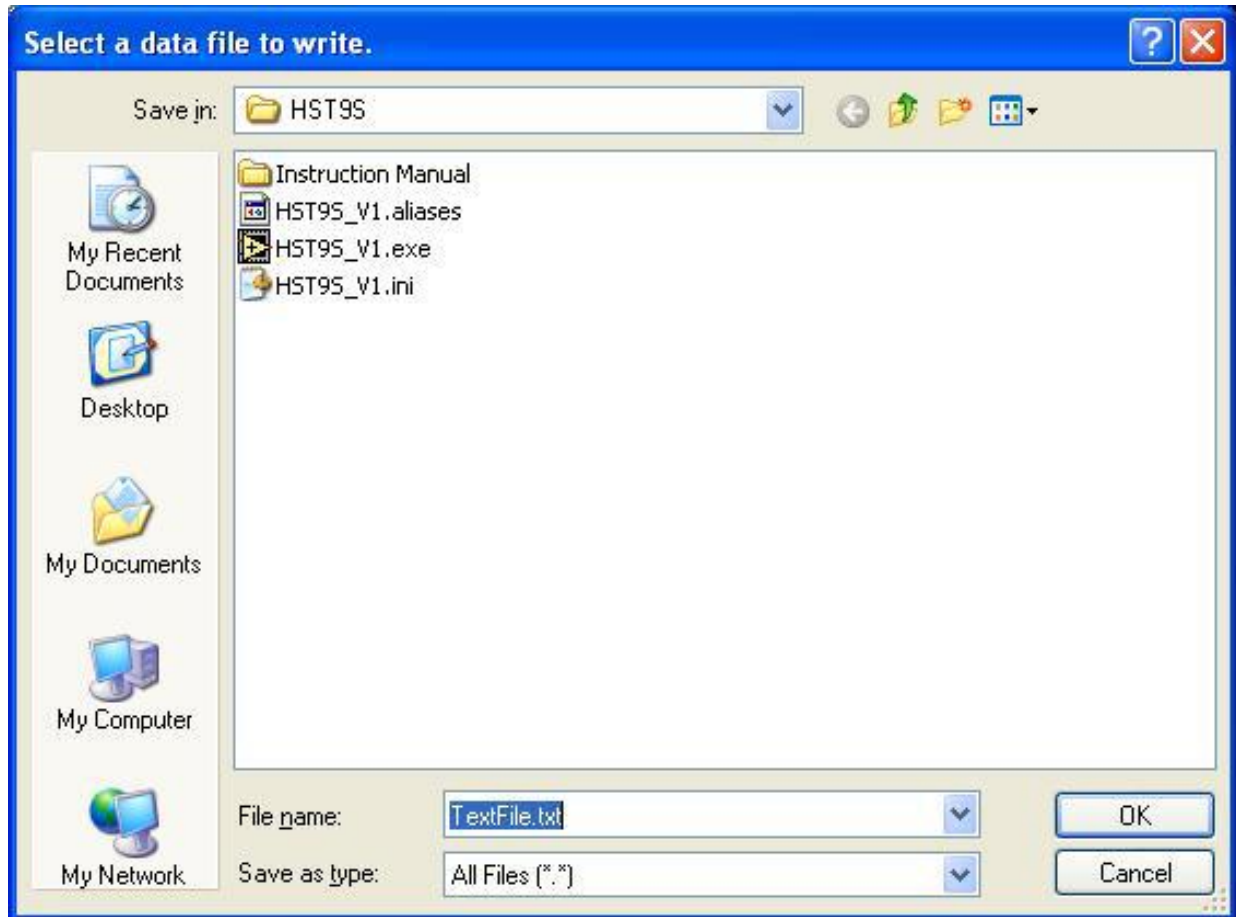 Select a data file to write.
Save in:
HST9S
Instruction Manual
HST9S_V1.aliases
HST9S_V1.exe
HST9S_V1.ini
My Recent
Documents
Desktop
My Documents
My Computer
My Network
File name:
TextFile.txt
OK
Save as type:
All Files (*.*)
Cancel